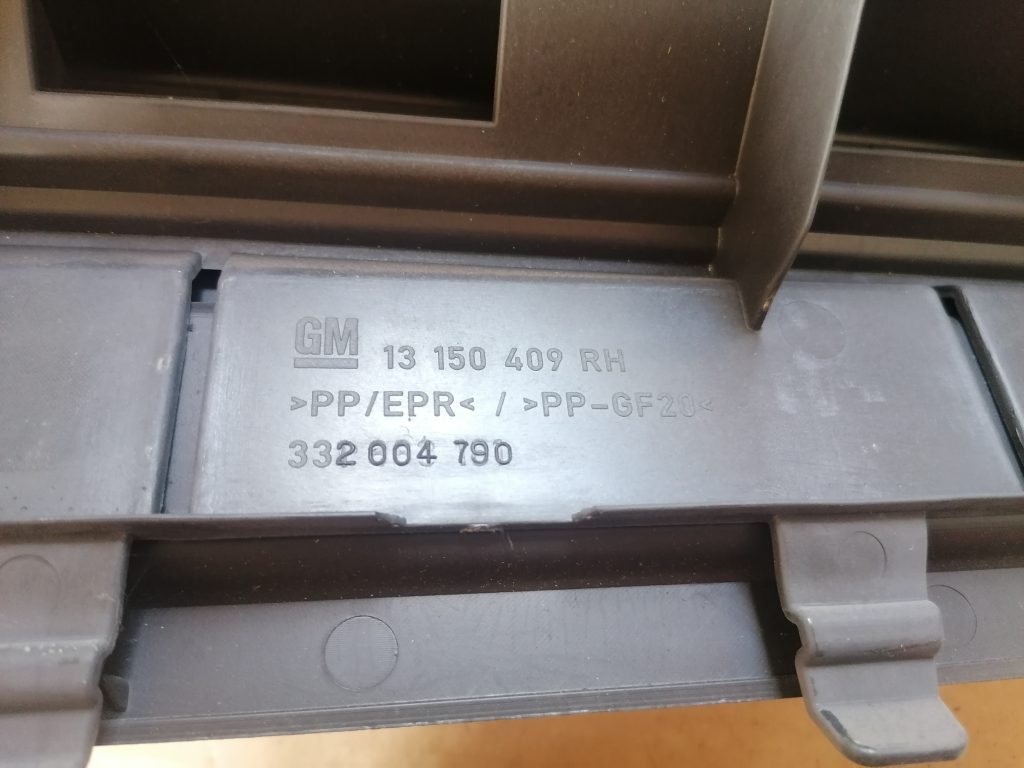 GM 13 150 409 RH
>PP/EPR< / >PP-GF20<
332 004 790